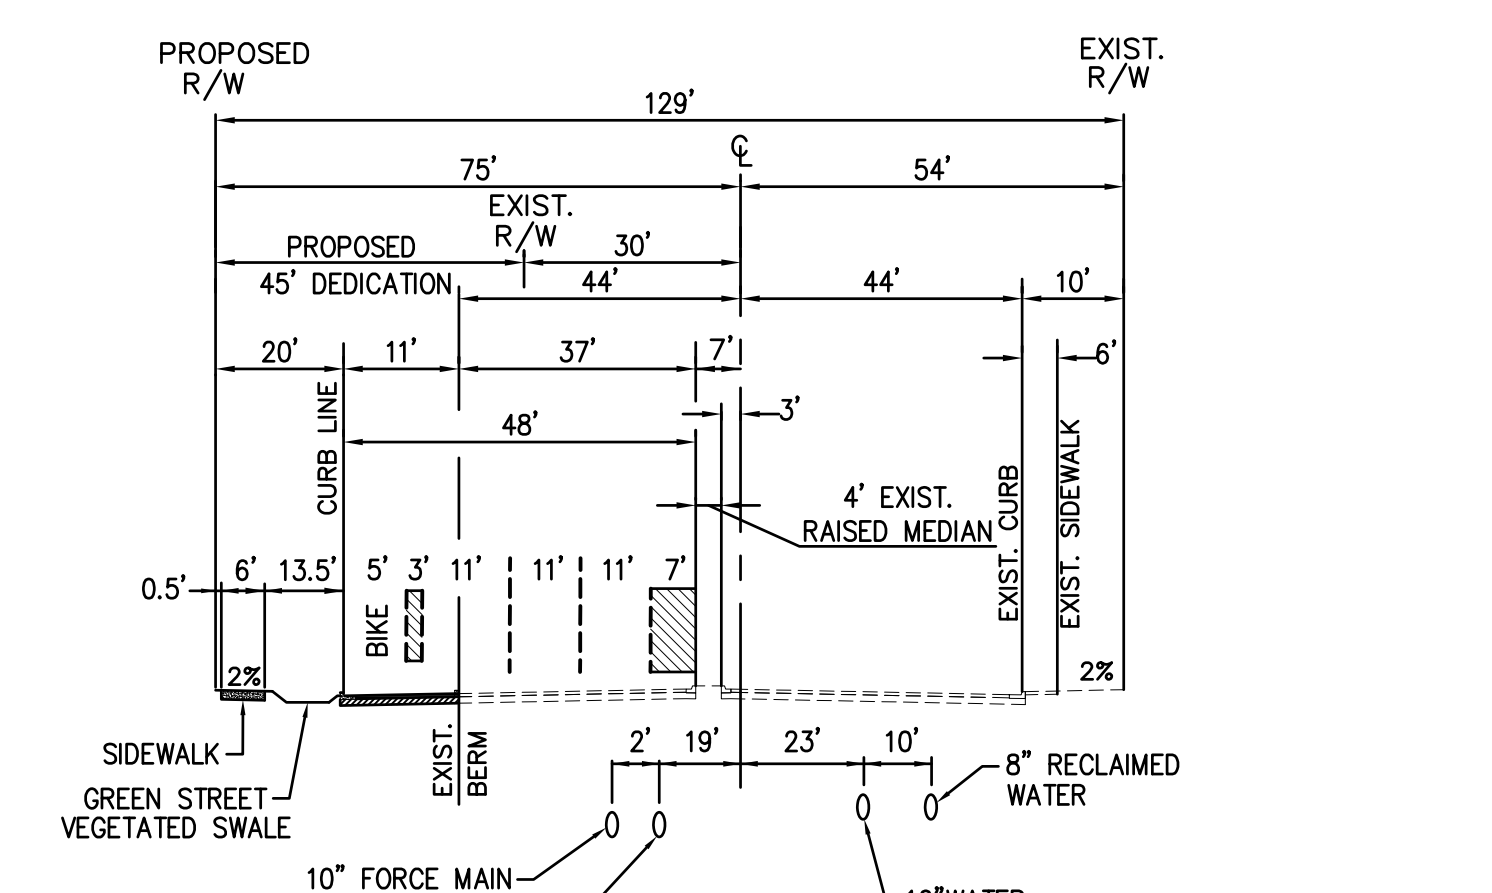 PROPOSED
R/W
EXIST.
R/W
129'
℄
75'
54'
EXIST.
R/W
PROPOSED
30'
45' DEDICATION
44'
44'
10'
20'
11'
37'
7'
6'
CURB LINE
48'
3'
4' EXIST.
RAISED MEDIAN
EXIST. CURB
EXIST. SIDEWALK
0.5'
6'
13.5'
5'
3'
11'
11'
11'
7'
BIKE
2%
2%
SIDEWALK
EXIST.
BERM
2'
19'
23'
10'
8" RECLAIMED
WATER
GREEN STREET
VEGETATED SWALE
10" FORCE MAIN